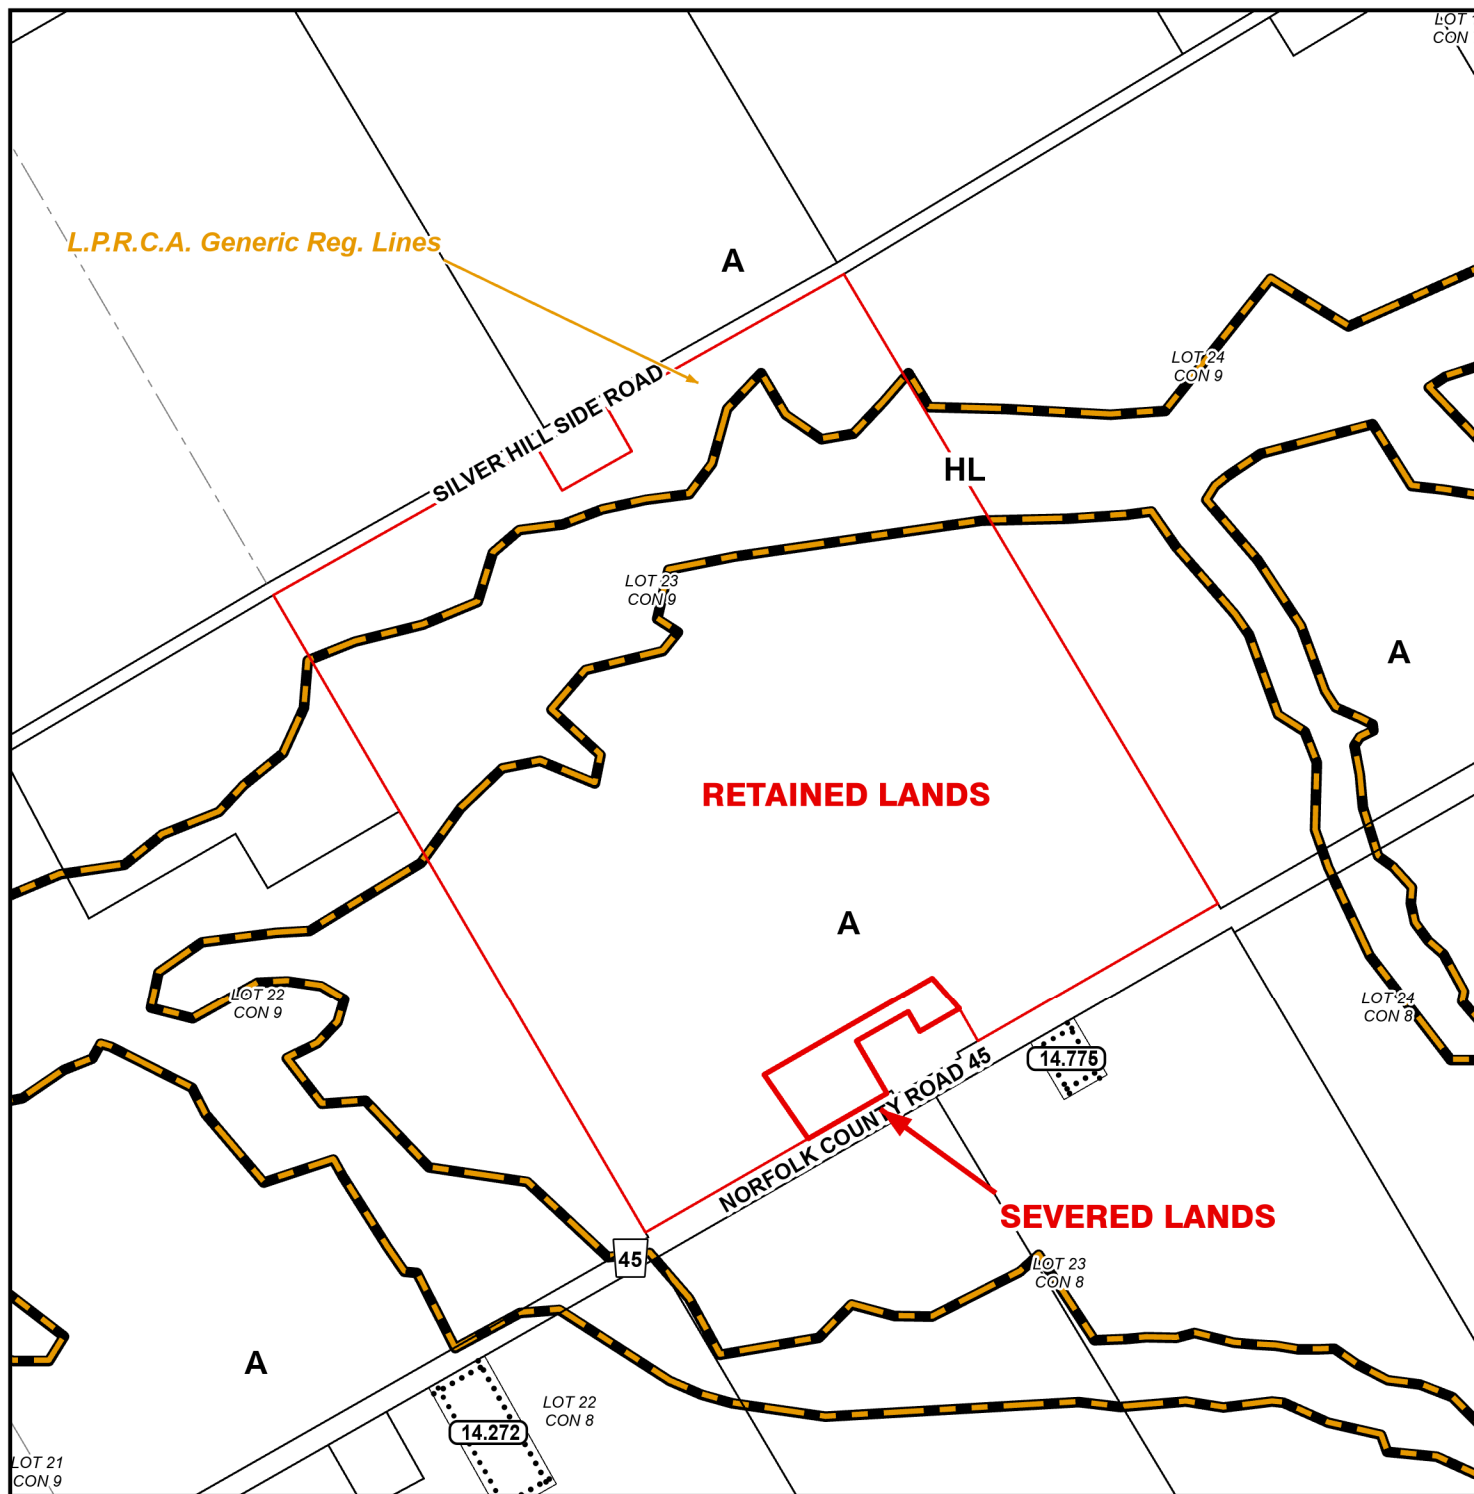 LOT
CON
L.P.R.C.A. Generic Reg. Lines
A
SILVER HILL SIDE ROAD
LOT 24
CON 9
HL
LOT 23
CON 9
A
RETAINED LANDS
A
LOT 22
CON 9
LOT 24
CON 8
14.775
NORFOLK COUNTY ROAD 45
SEVERED LANDS
45
LOT 23
CON 8
A
LOT 22
CON 8
14.272
LOT 21
CON 9